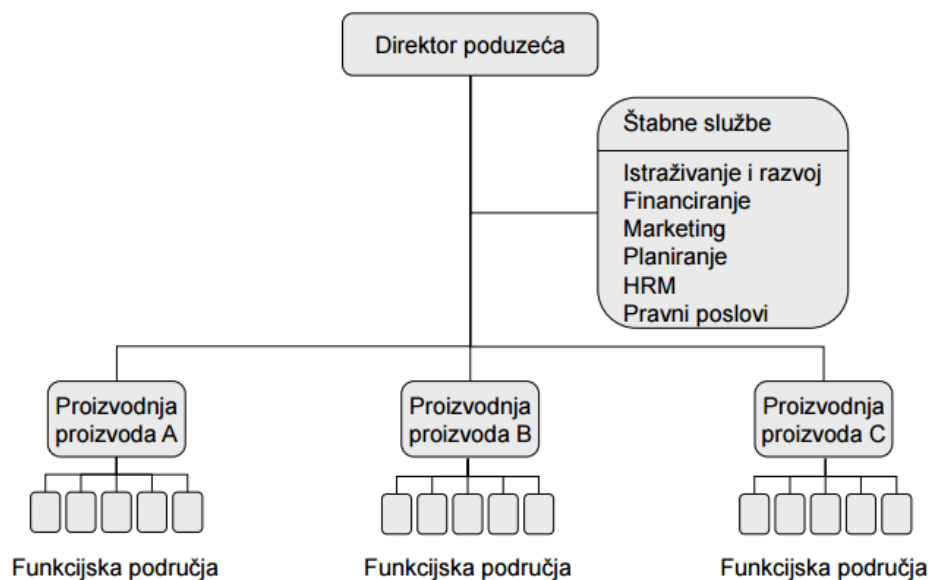 Direktor poduzeća
Štabne službe
Istraživanje i razvoj
Financiranje
Marketing
Planiranje
HRM
Pravni poslovi
Proizvodnja
proizvoda A
Proizvodnja
proizvoda B
Proizvodnja
proizvoda C
Funkcijska područja
Funkcijska područja
Funkcijska područja